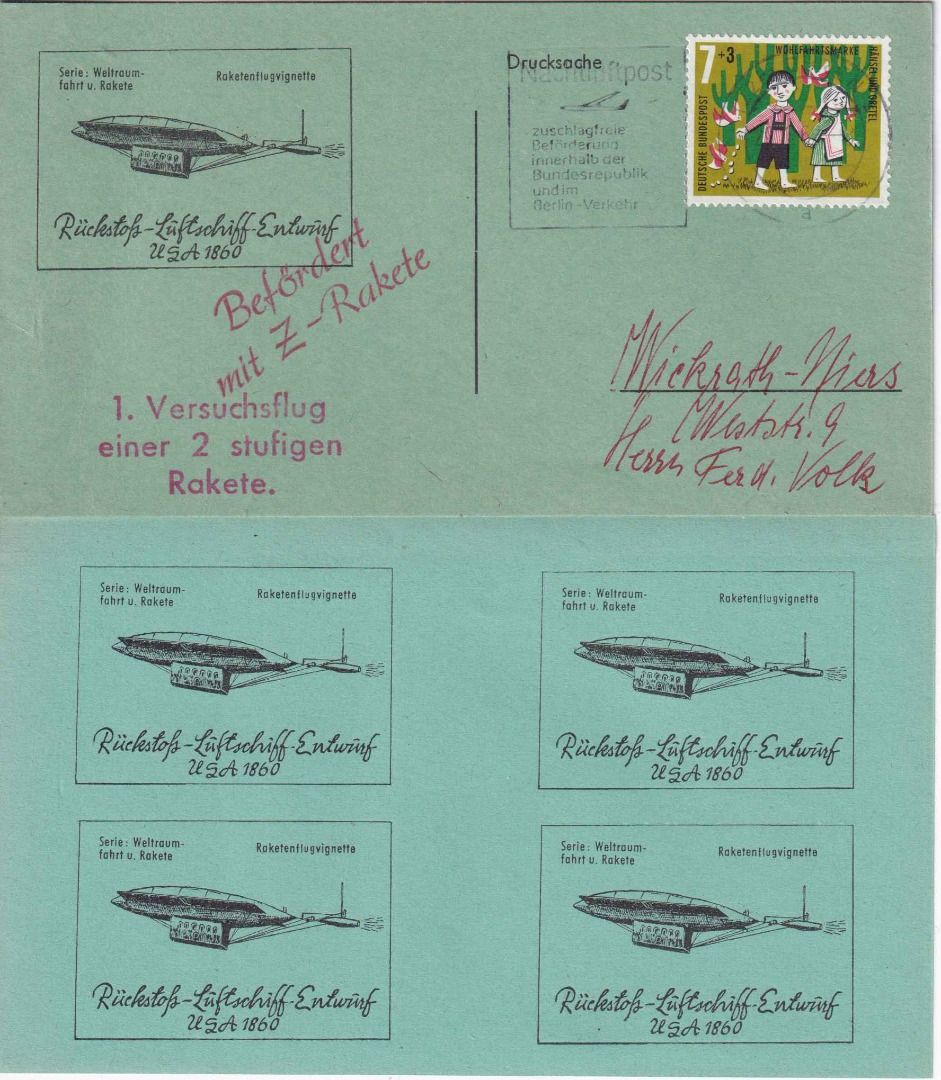 Serie: Weltraum-
fahrt u. Rakete
Raketenflugvignette
Rückstoß-Luftschiff-Entwurf
USA 1860
Drucksache
Nachtluftpost
zuschlagfreie
Beförderung
innerhalb der
Bundesrepublik
und im
Berlin-Verkehr
7+3
WOHLFAHRTSMARKE
HÄNSEL UND GRETEL
DEUTSCHE BUNDESPOST
d
Befördert
mit Z-Rakete
1. Versuchsflug
einer 2 stufigen
Rakete.
Wickrath-Niers
Weststr. 9
Herrn Ferd. Volk
Serie: Weltraum-
fahrt u. Rakete
Raketenflugvignette
Rückstoß-Luftschiff-Entwurf
USA 1860
Serie: Weltraum-
fahrt u. Rakete
Raketenflugvignette
Rückstoß-Luftschiff-Entwurf
USA 1860
Serie: Weltraum-
fahrt u. Rakete
Raketenflugvignette
Rückstoß-Luftschiff-Entwurf
USA 1860
Serie: Weltraum-
fahrt u. Rakete
Raketenflugvignette
Rückstoß-Luftschiff-Entwurf
USA 1860